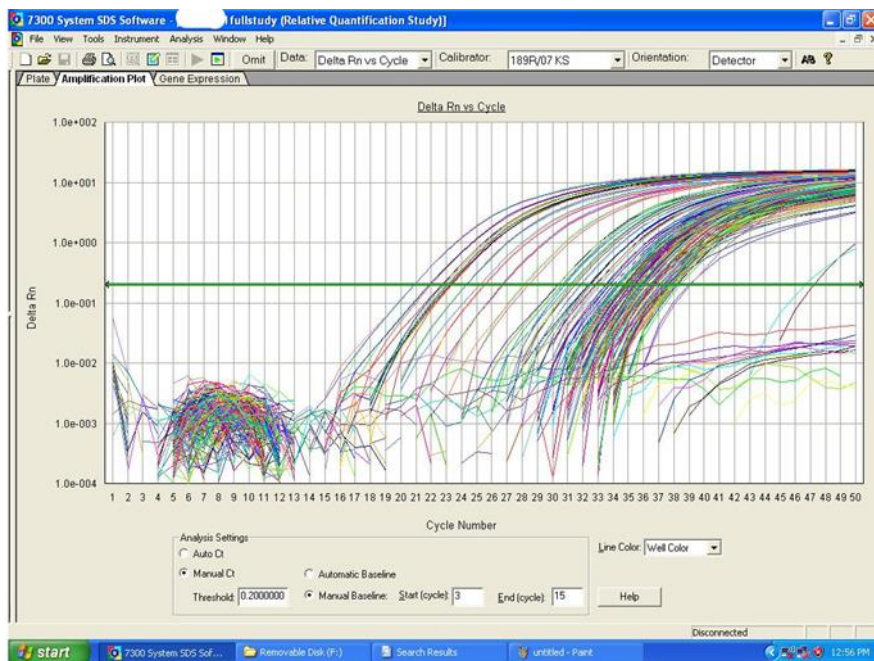 7300 System SDS Software - [fullstudy (Relative Quantification Study)]
File View Tools Instrument Analysis Window Help
Omit Data: Delta Rn vs Cycle Calibrator: 189R/07 KS Orientation: Detector
Plate Amplification Plot Gene Expression
Delta Rn vs Cycle
1.0e+002
1.0e+001
1.0e+000
1.0e-001
1.0e-002
1.0e-003
1.0e-004
Delta Rn
1 2 3 4 5 6 7 8 9 10 11 12 13 14 15 16 17 18 19 20 21 22 23 24 25 26 27 28 29 30 31 32 33 34 35 36 37 38 39 40 41 42 43 44 45 46 47 48 49 50
Cycle Number
Analysis Settings
Auto Ct
Manual Ct Automatic Baseline
Threshold: 0.2000000 Manual Baseline: Start (cycle): 3 End (cycle): 15
Line Color: Well Color
Help
Disconnected
start 7300 System SDS Sof... Removable Disk (F:) Search Results untitled - Paint 12:56 PM